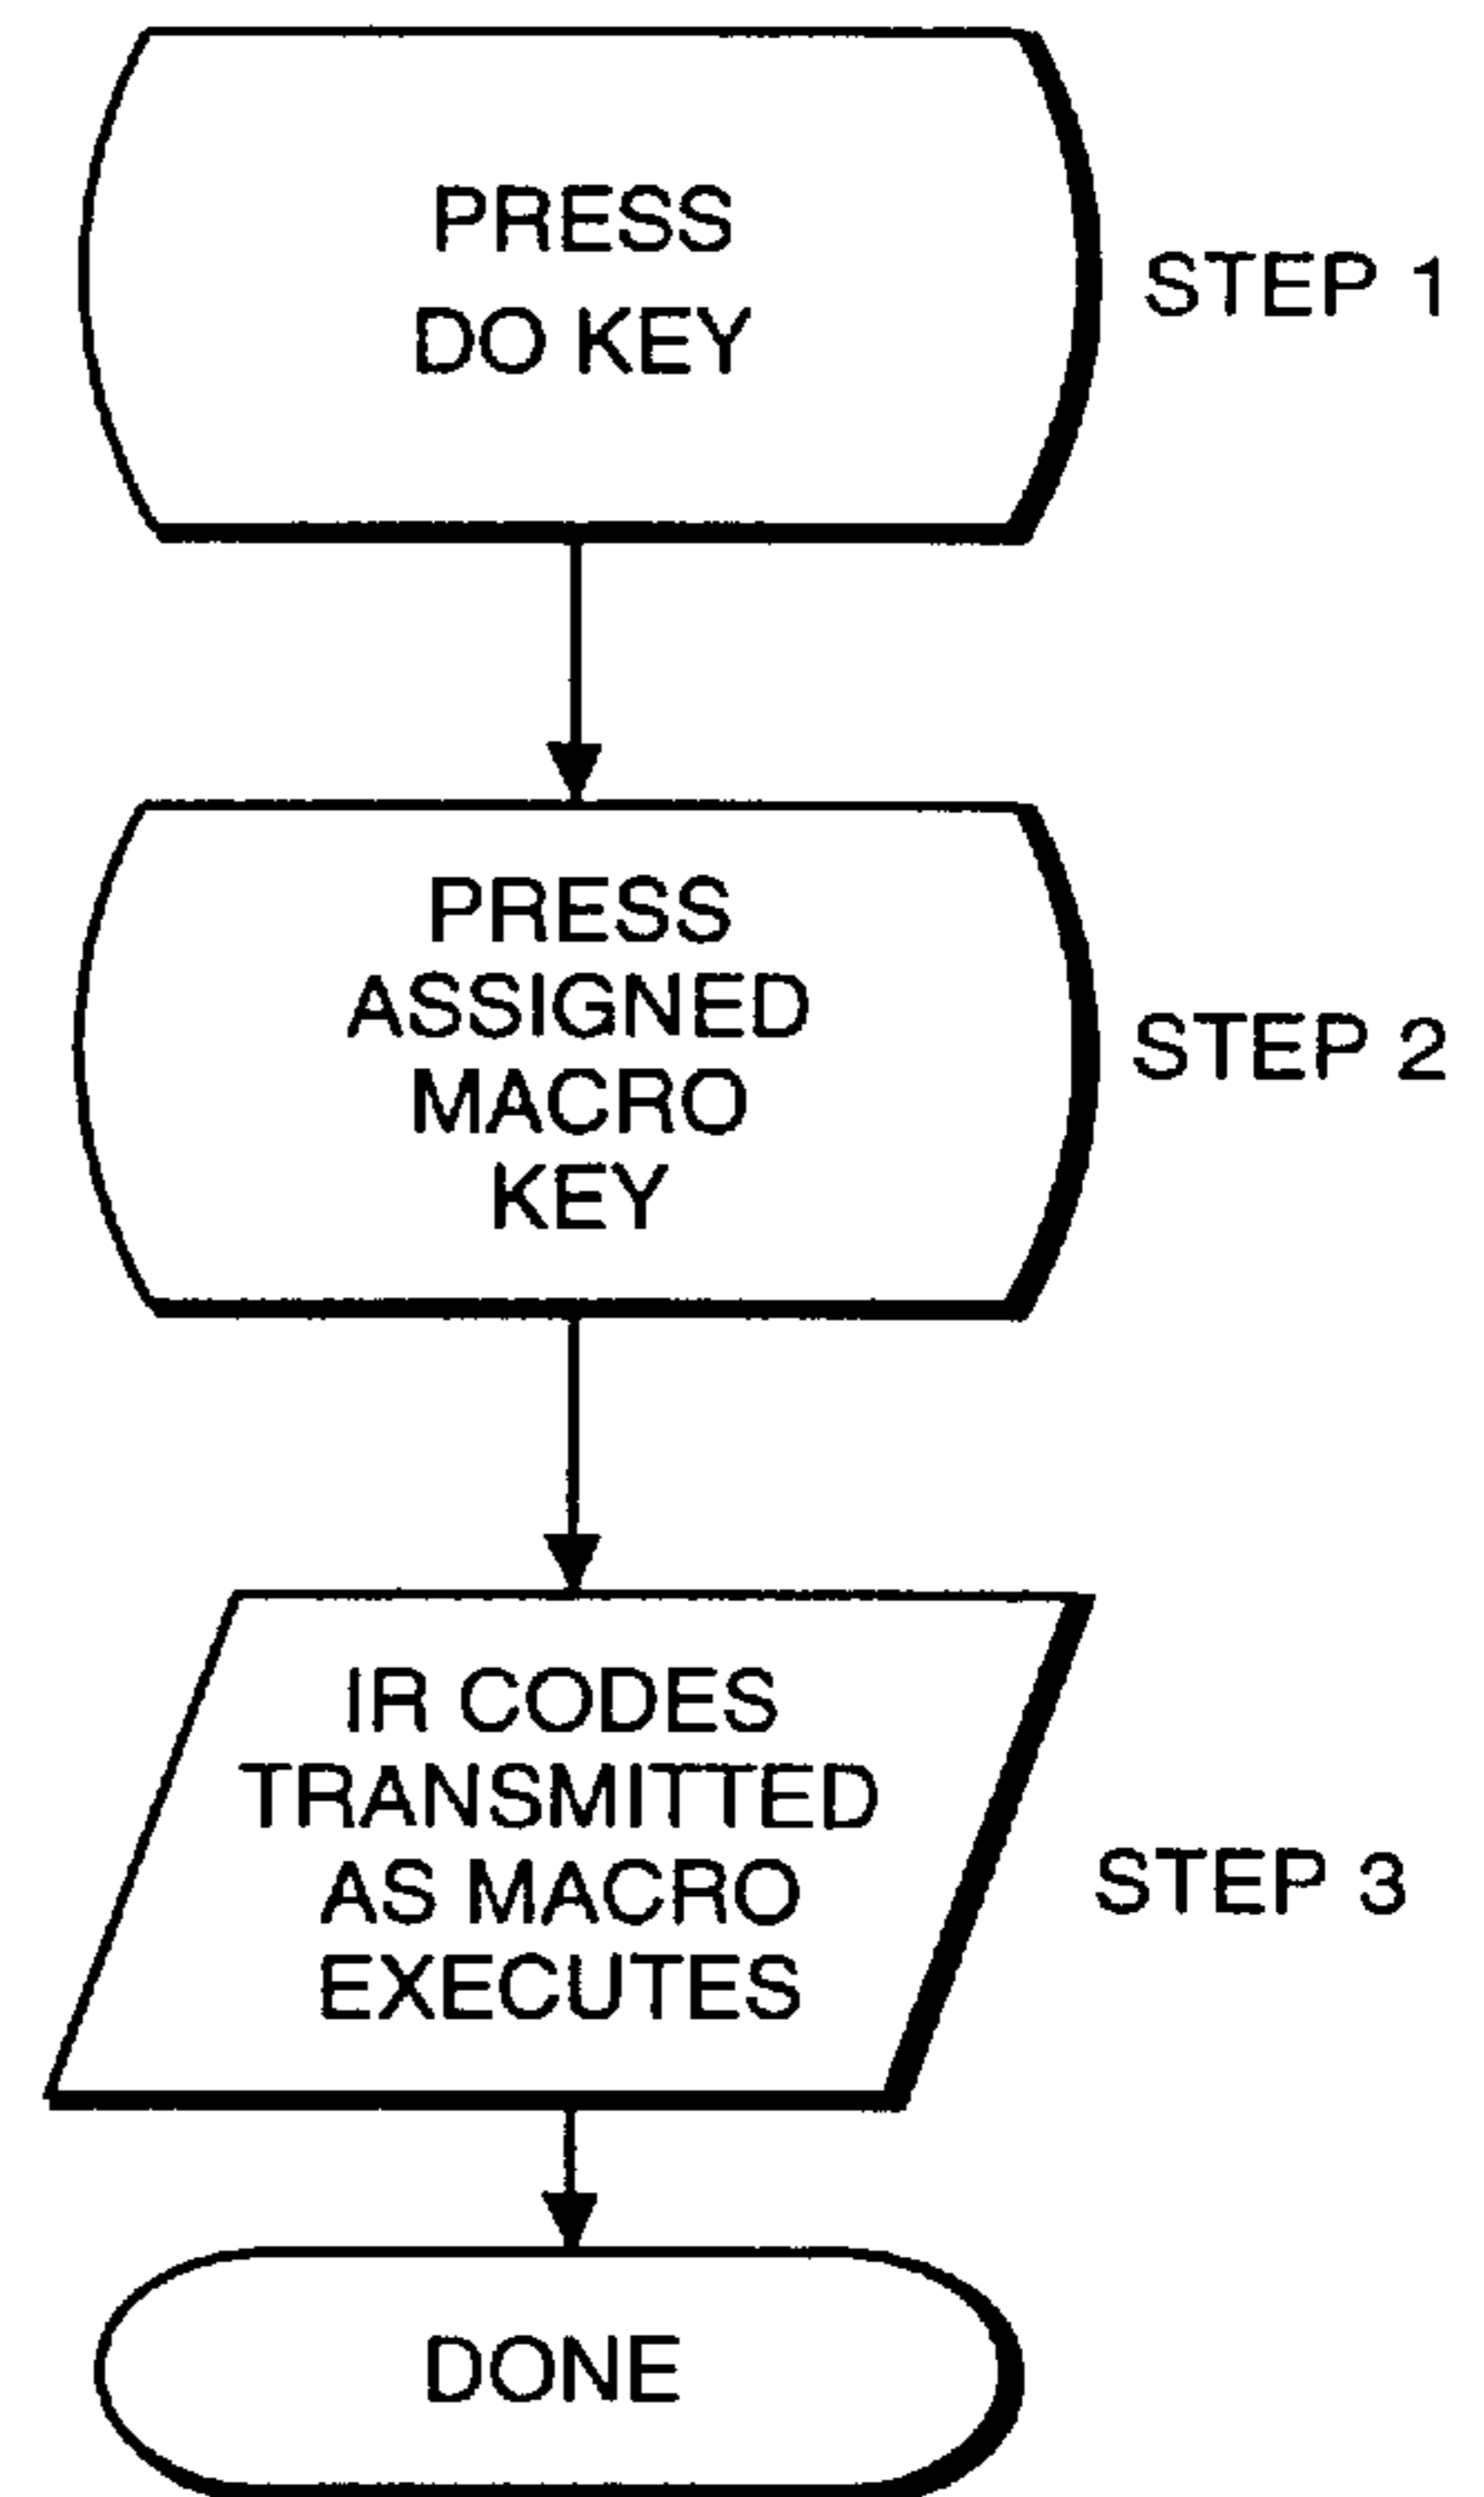 PRESS
DO KEY
STEP 1
PRESS
ASSIGNED
MACRO
KEY
STEP 2
IR CODES
TRANSMITTED
AS MACRO
EXECUTES
STEP 3
DONE